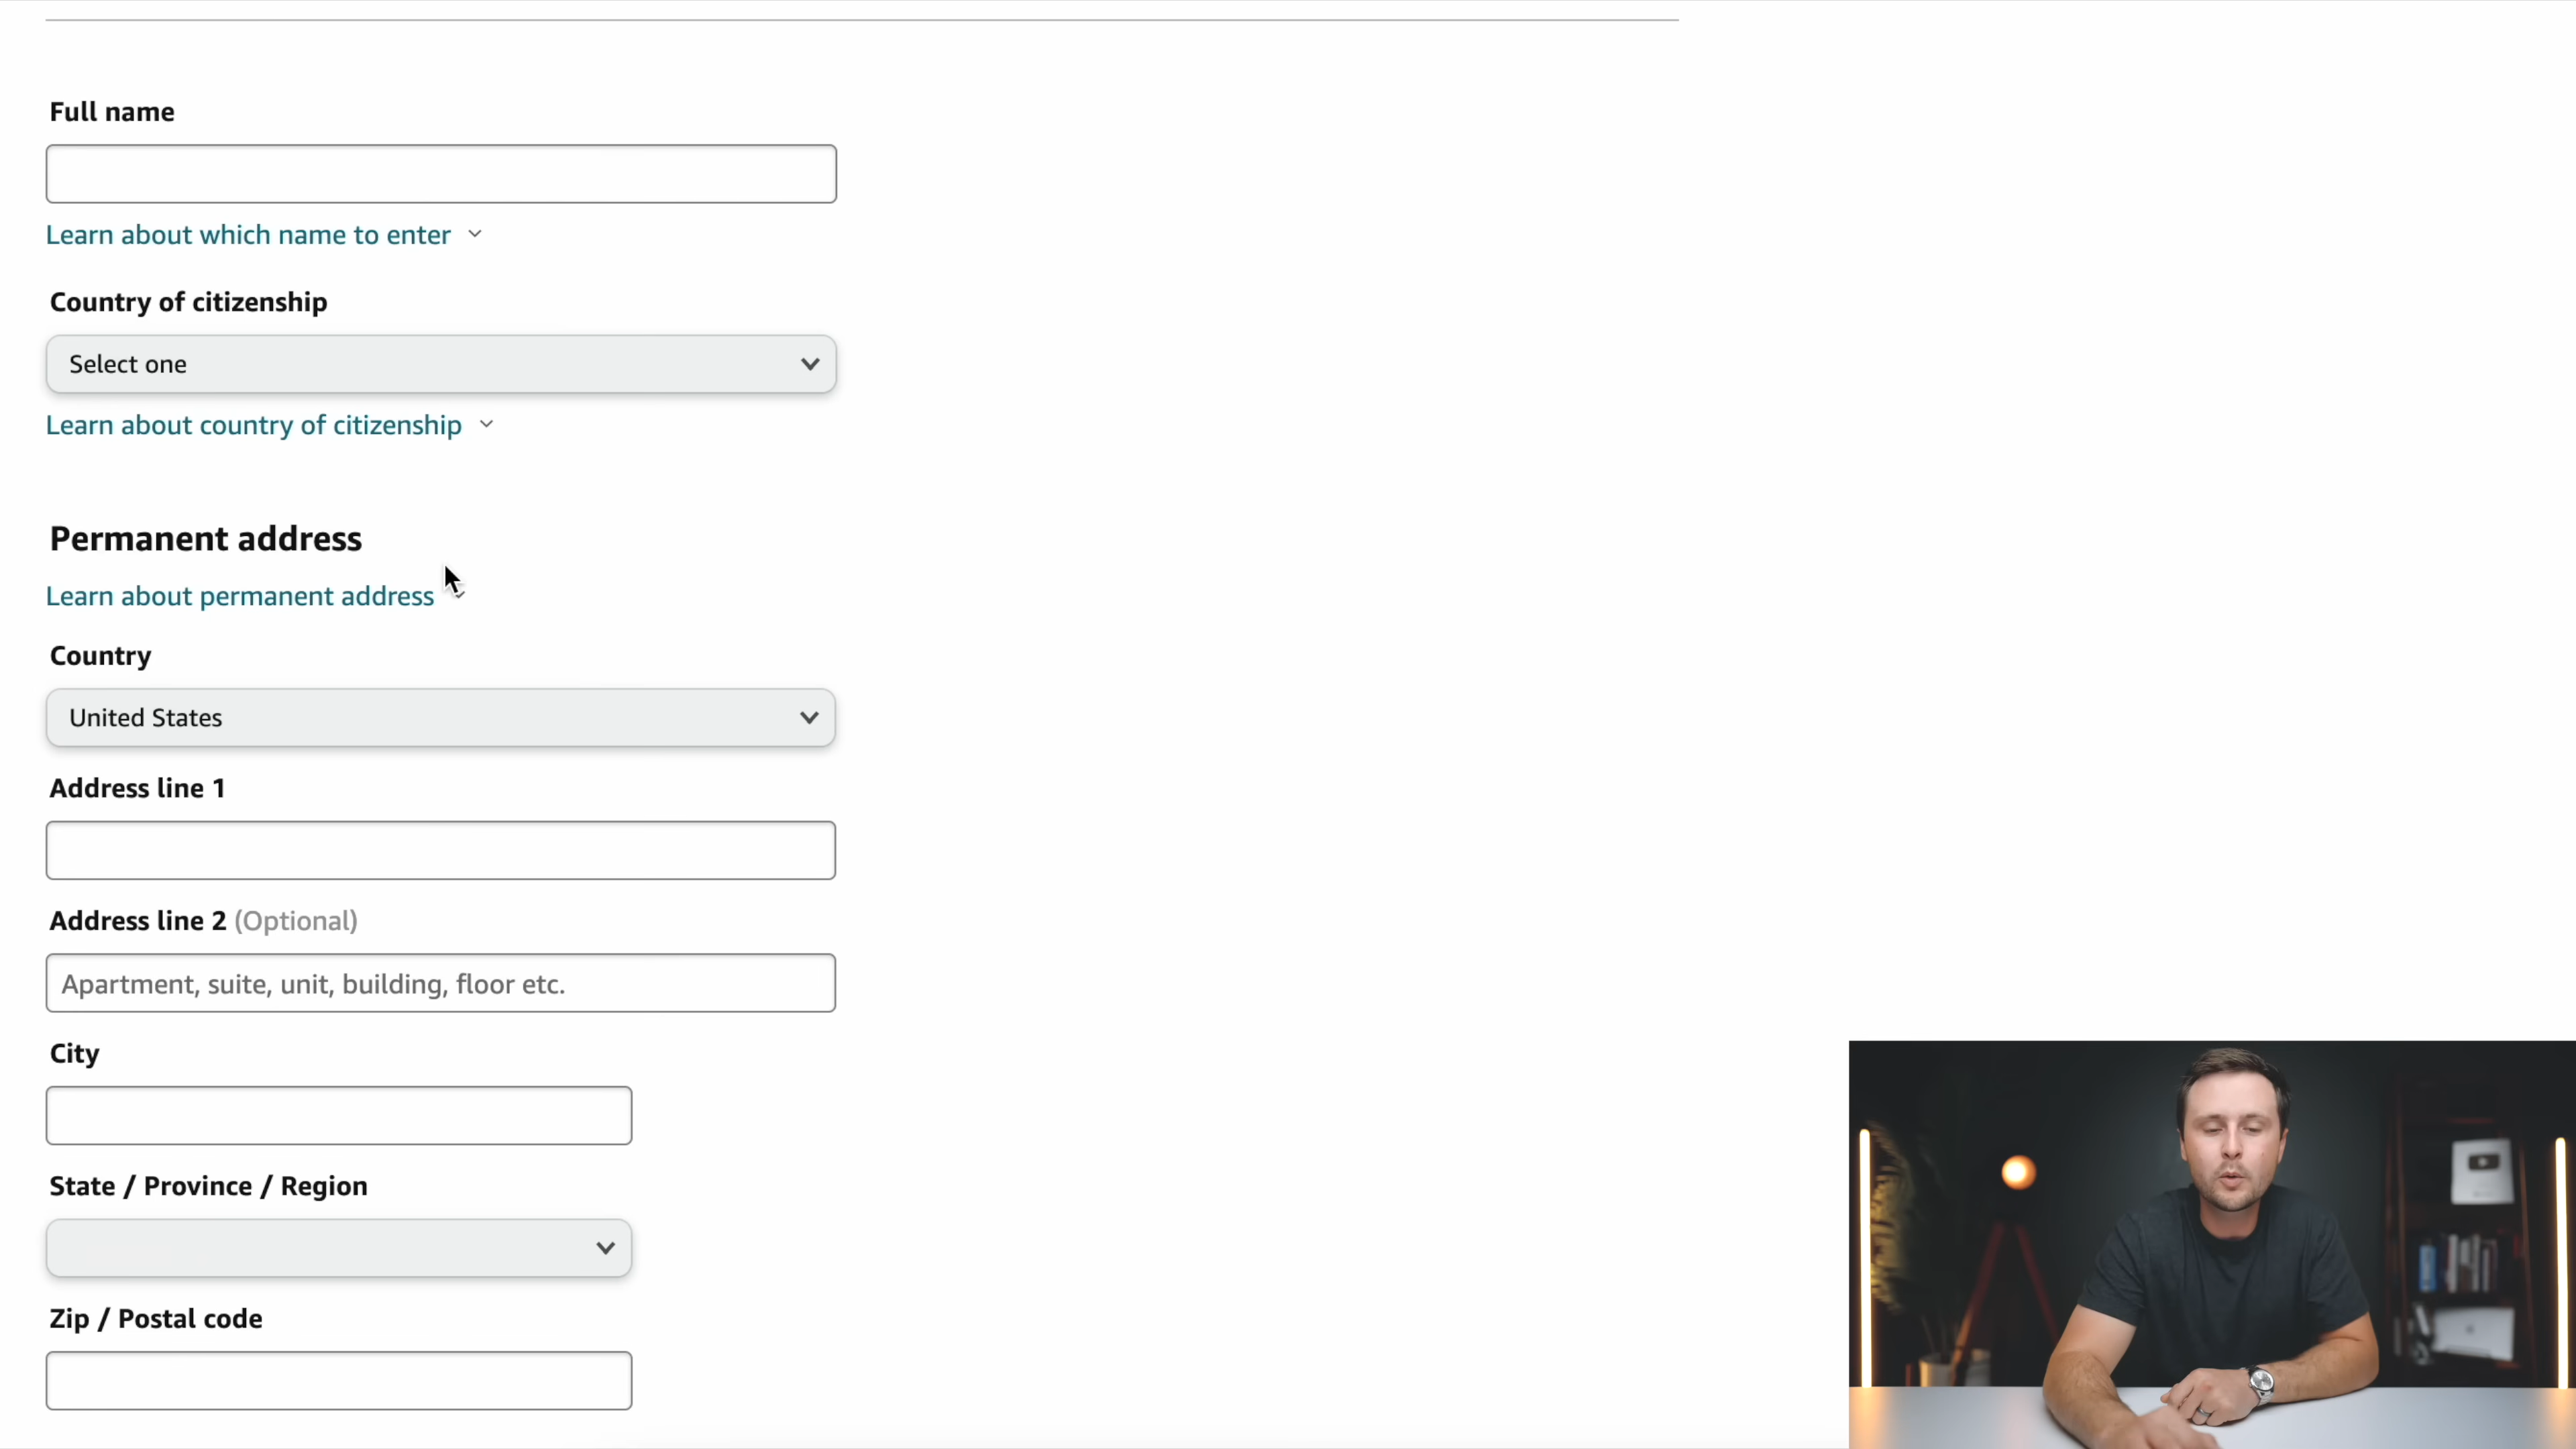 Full name
Learn about which name to enter
Country of citizenship
Select one
Learn about country of citizenship
Permanent address
Learn about permanent address
Country
United States
Address line 1
Address line 2 (Optional)
Apartment, suite, unit, building, floor etc.
City
State / Province / Region
Zip / Postal code